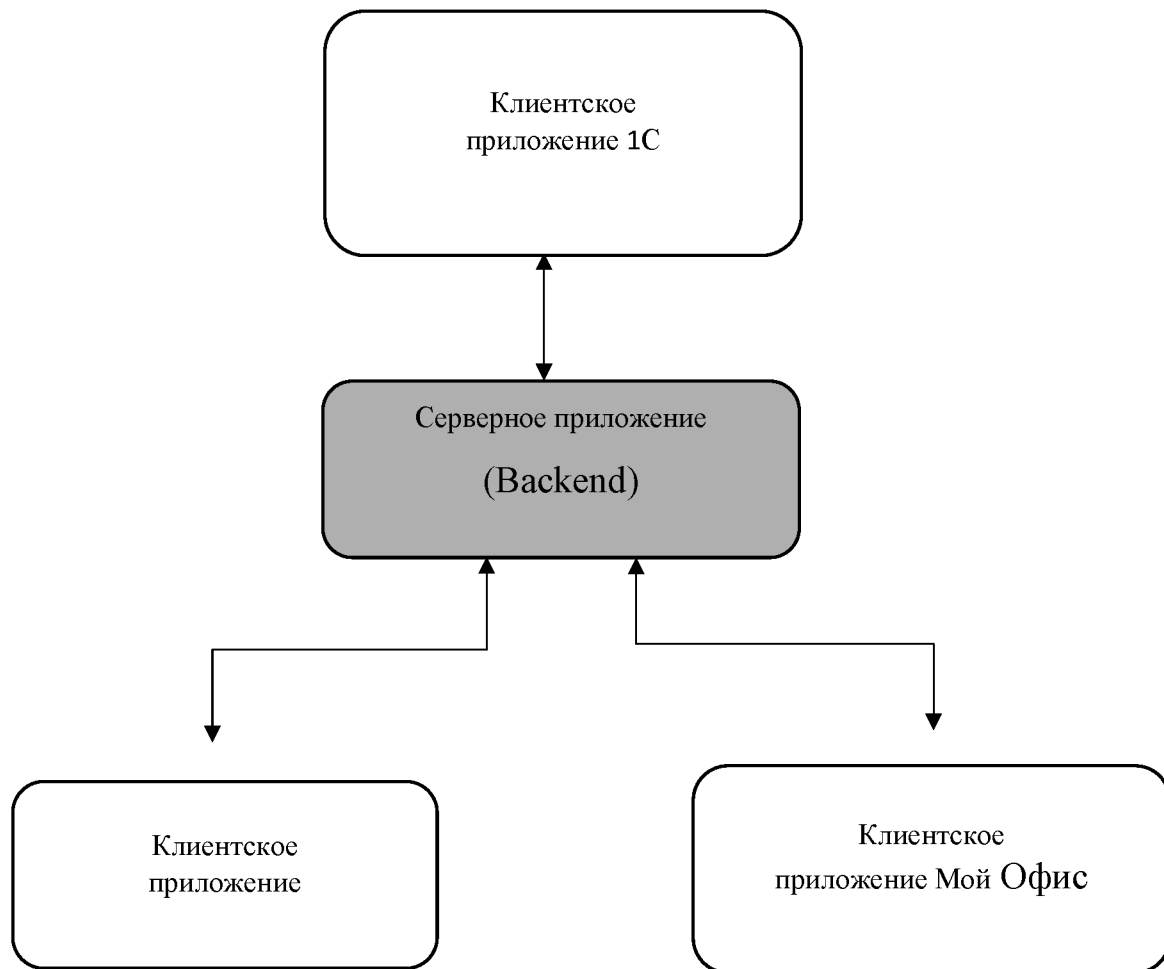 Клиентское
приложение 1С
Серверное приложение
(Backend)
Клиентское
приложение
Клиентское
приложение Мой Офис